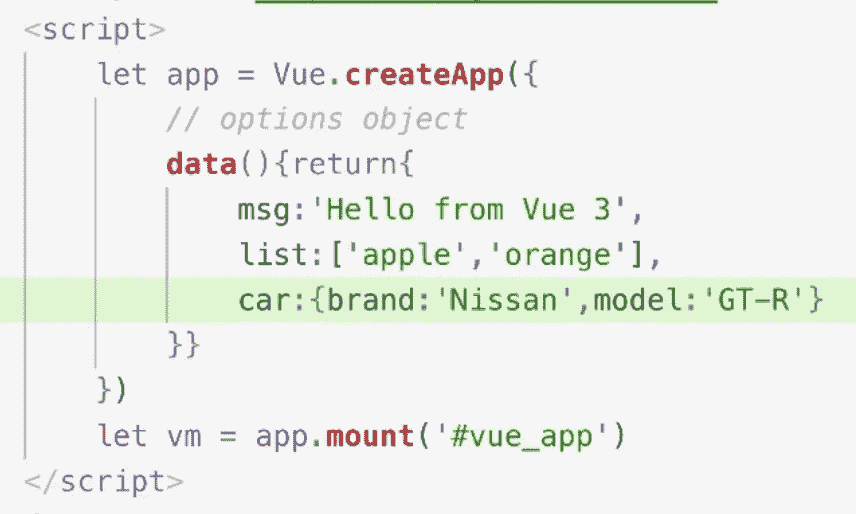 <script>
let app = Vue.createApp({
// options object
data(){return{
msg:'Hello from Vue 3',
list:['apple','orange'],
car:{brand:'Nissan',model:'GT-R'}
}}
})
let vm = app.mount('#vue_app')
</script>